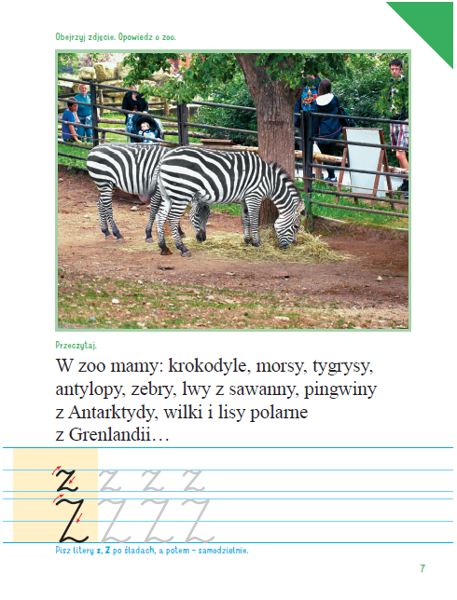 Obejrzyj zdjęcie. Opowiedz o zoo.
Przeczytaj.
W zoo mamy: krokodyle, morsy, tygrysy,
antylopy, zebry, lwy z sawanny, pingwiny
z Antarktydy, wilki i lisy polarne
z Grenlandii…
z z z z
Z Z Z Z
Pisz litery z, Z po śladach, a potem – samodzielnie.
7